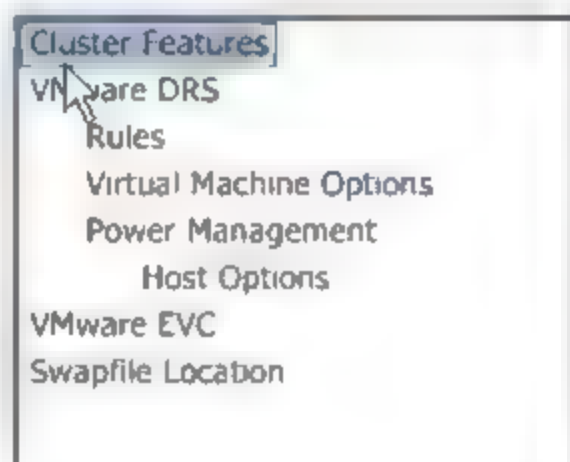 Cluster Features
VMware DRS
Rules
Virtual Machine Options
Power Management
Host Options
VMware EVC
Swapfile Location